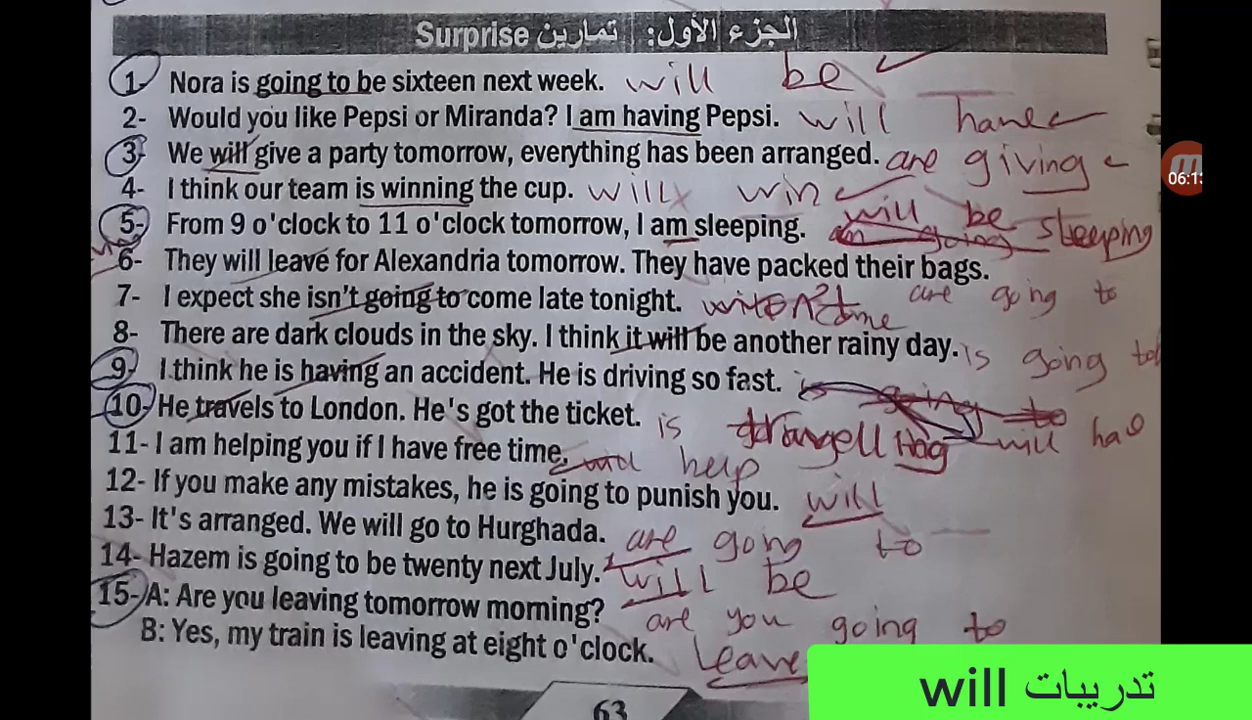 الجزء الأول: تمارين Surprise
1- Nora is going to be sixteen next week. will be
2- Would you like Pepsi or Miranda? I am having Pepsi. will have
3- We will give a party tomorrow, everything has been arranged. are giving
4- I think our team is winning the cup. will win
5- From 9 o'clock to 11 o'clock tomorrow, I am sleeping. will be sleeping
6- They will leave for Alexandria tomorrow. They have packed their bags.
are going to
7- I expect she isn't going to come late tonight. come
8- There are dark clouds in the sky. I think it will be another rainy day. is going to
9- I think he is having an accident. He is driving so fast. is going to
10- He travels to London. He's got the ticket. is will
11- I am helping you if I have free time. help
12- If you make any mistakes, he is going to punish you. will
13- It's arranged. We will go to Hurghada. are going to
14- Hazem is going to be twenty next July. will be
15- A: Are you leaving tomorrow morning? are you going to
B: Yes, my train is leaving at eight o'clock. Leave
63
06:13
تدريبات will